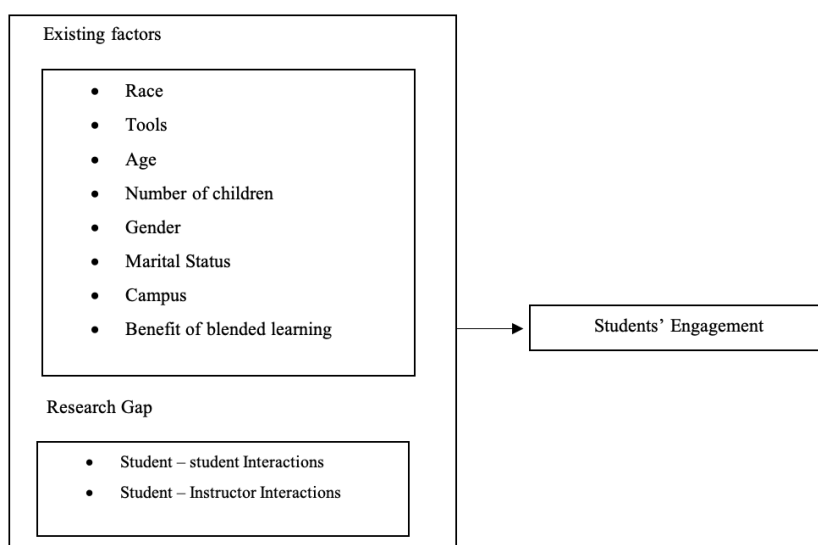 Existing factors
• Race
• Tools
• Age
• Number of children
• Gender
• Marital Status
• Campus
• Benefit of blended learning
Students’ Engagement
Research Gap
• Student – student Interactions
• Student – Instructor Interactions